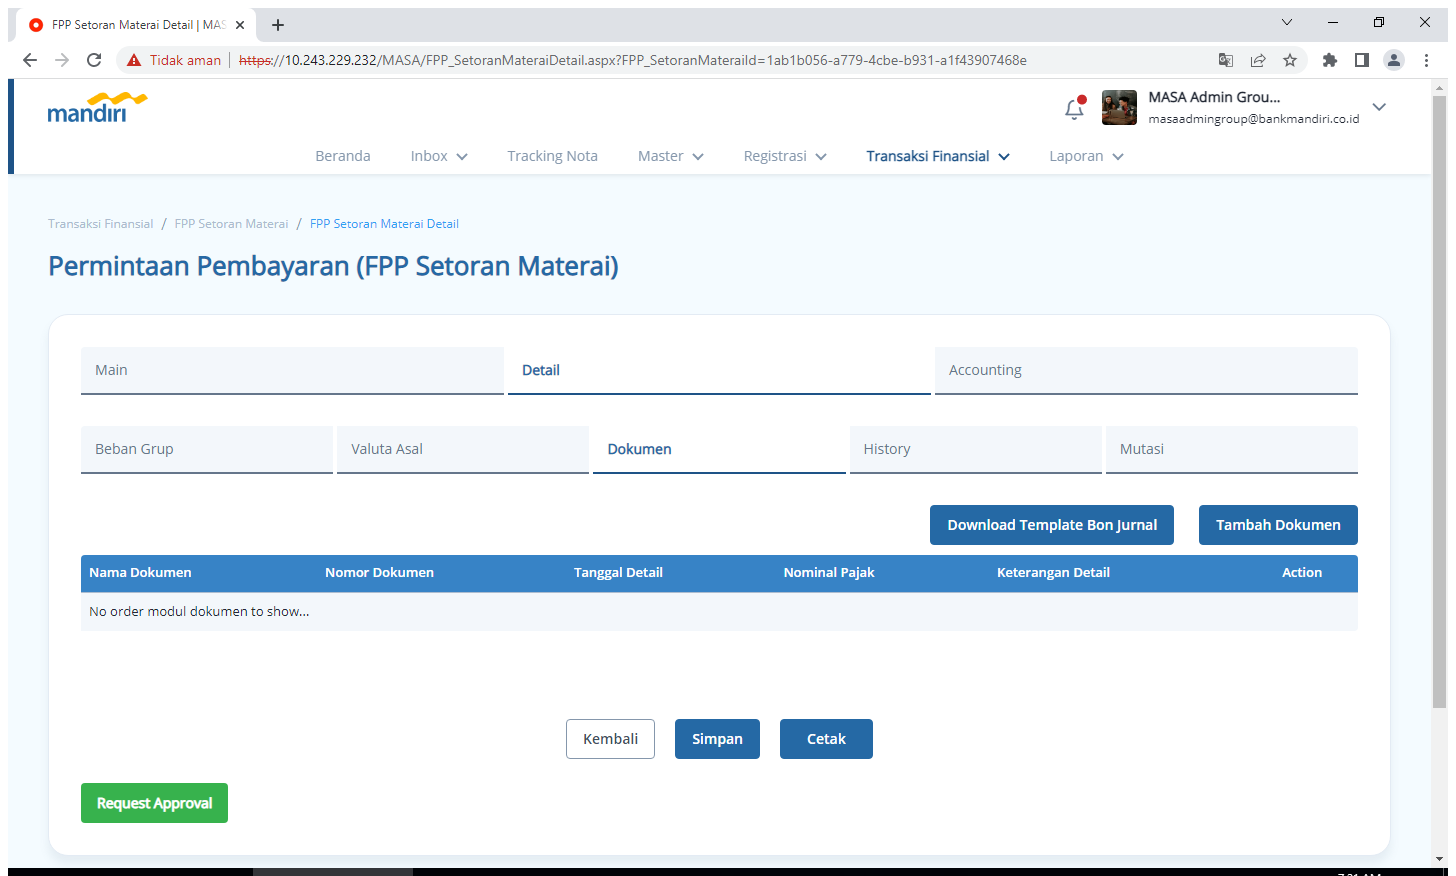 FPP Setoran Materai Detail | MAS
Tidak aman
https://10.243.229.232/MASA/FPP_SetoranMateraiDetail.aspx?FPP_SetoranMateraiId=1ab1b056-a779-4cbe-b931-a1f43907468e
mandiri
MASA Admin Grou...
masaadmingroup@bankmandiri.co.id
Beranda Inbox Tracking Nota Master Registrasi Transaksi Finansial Laporan
Transaksi Finansial / FPP Setoran Materai / FPP Setoran Materai Detail
Permintaan Pembayaran (FPP Setoran Materai)
Main Detail Accounting
Beban Grup Valuta Asal Dokumen History Mutasi
Download Template Bon Jurnal Tambah Dokumen
Nama Dokumen Nomor Dokumen Tanggal Detail Nominal Pajak Keterangan Detail Action
No order modul dokumen to show...
Kembali Simpan Cetak
Request Approval